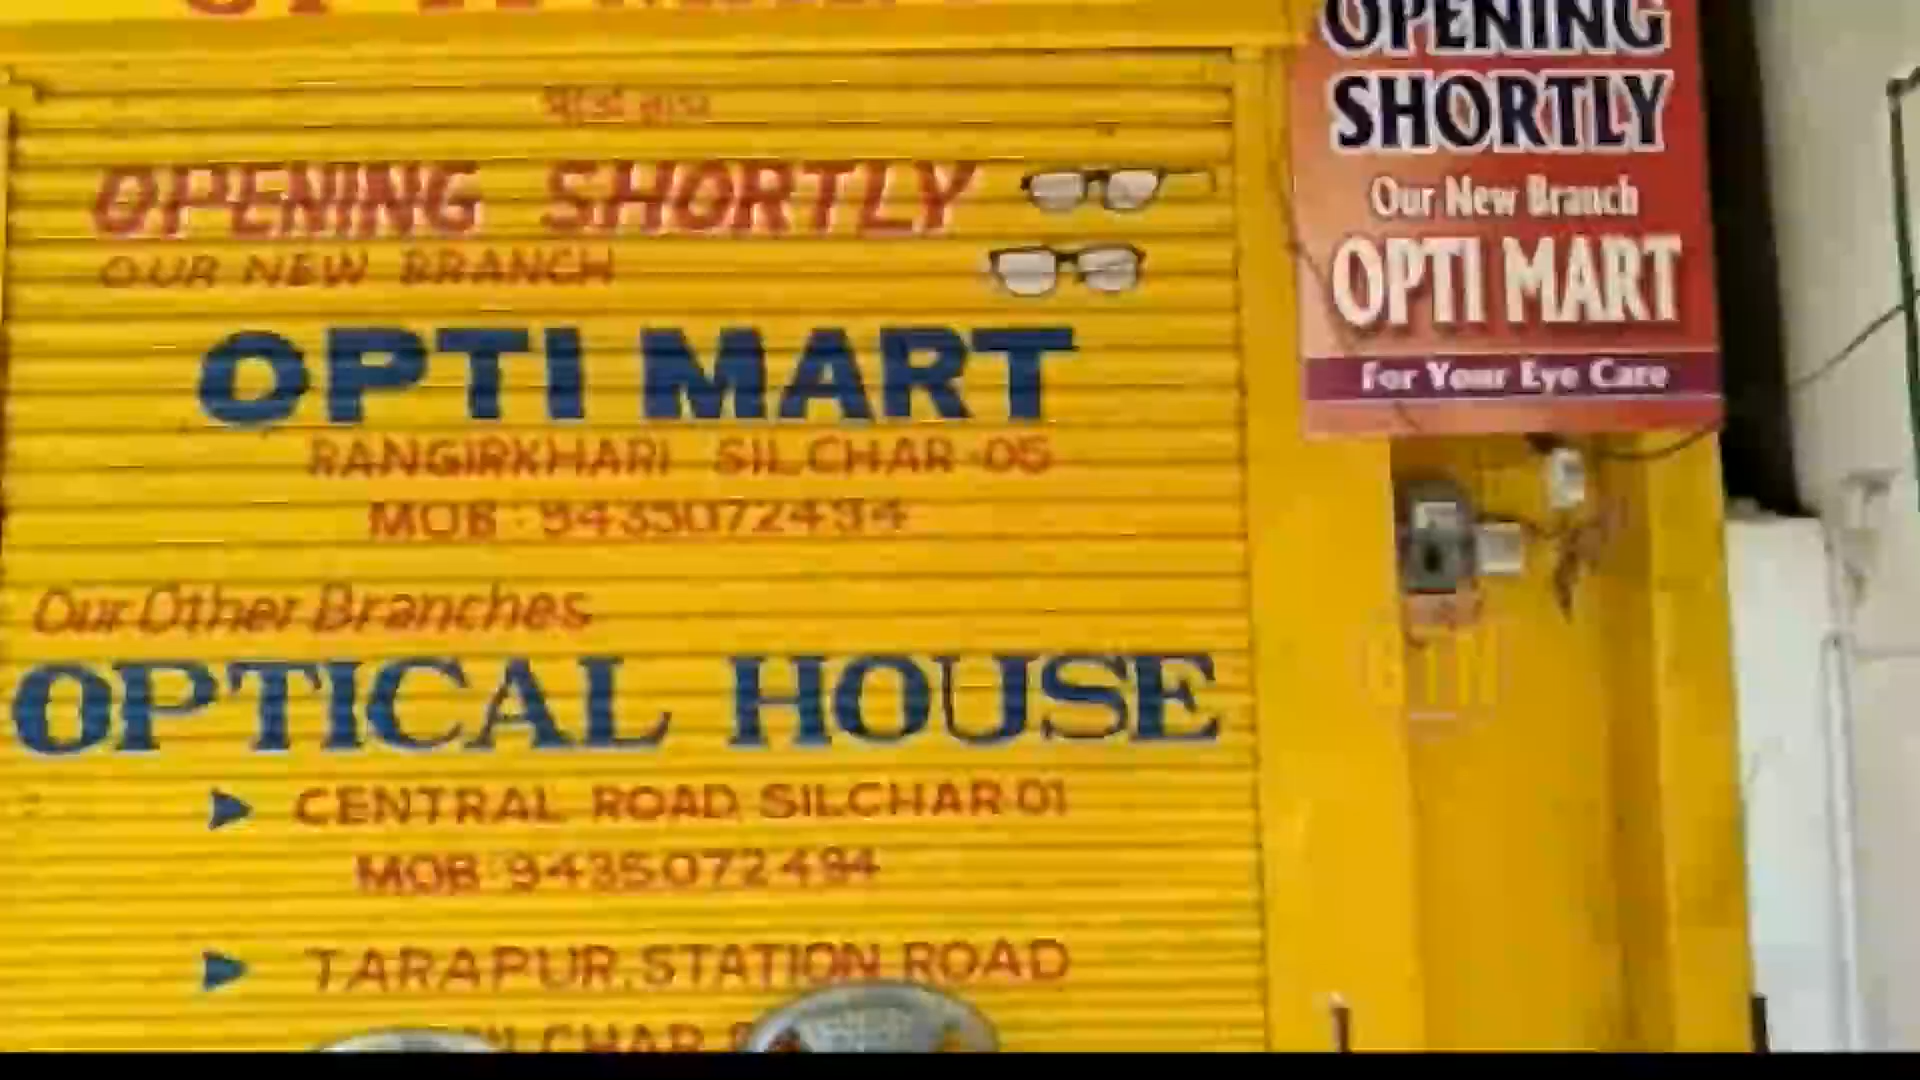 OPENING SHORTLY
OUR NEW BRANCH
OPTI MART
RANGIRKHARI SILCHAR-05
MOB: 9435072494
Our Other Branches
OPTICAL HOUSE
CENTRAL ROAD SILCHAR-01
MOB: 9435072494
TARAPUR, STATION ROAD
OPENING
SHORTLY
Our New Branch
OPTI MART
For Your Eye Care